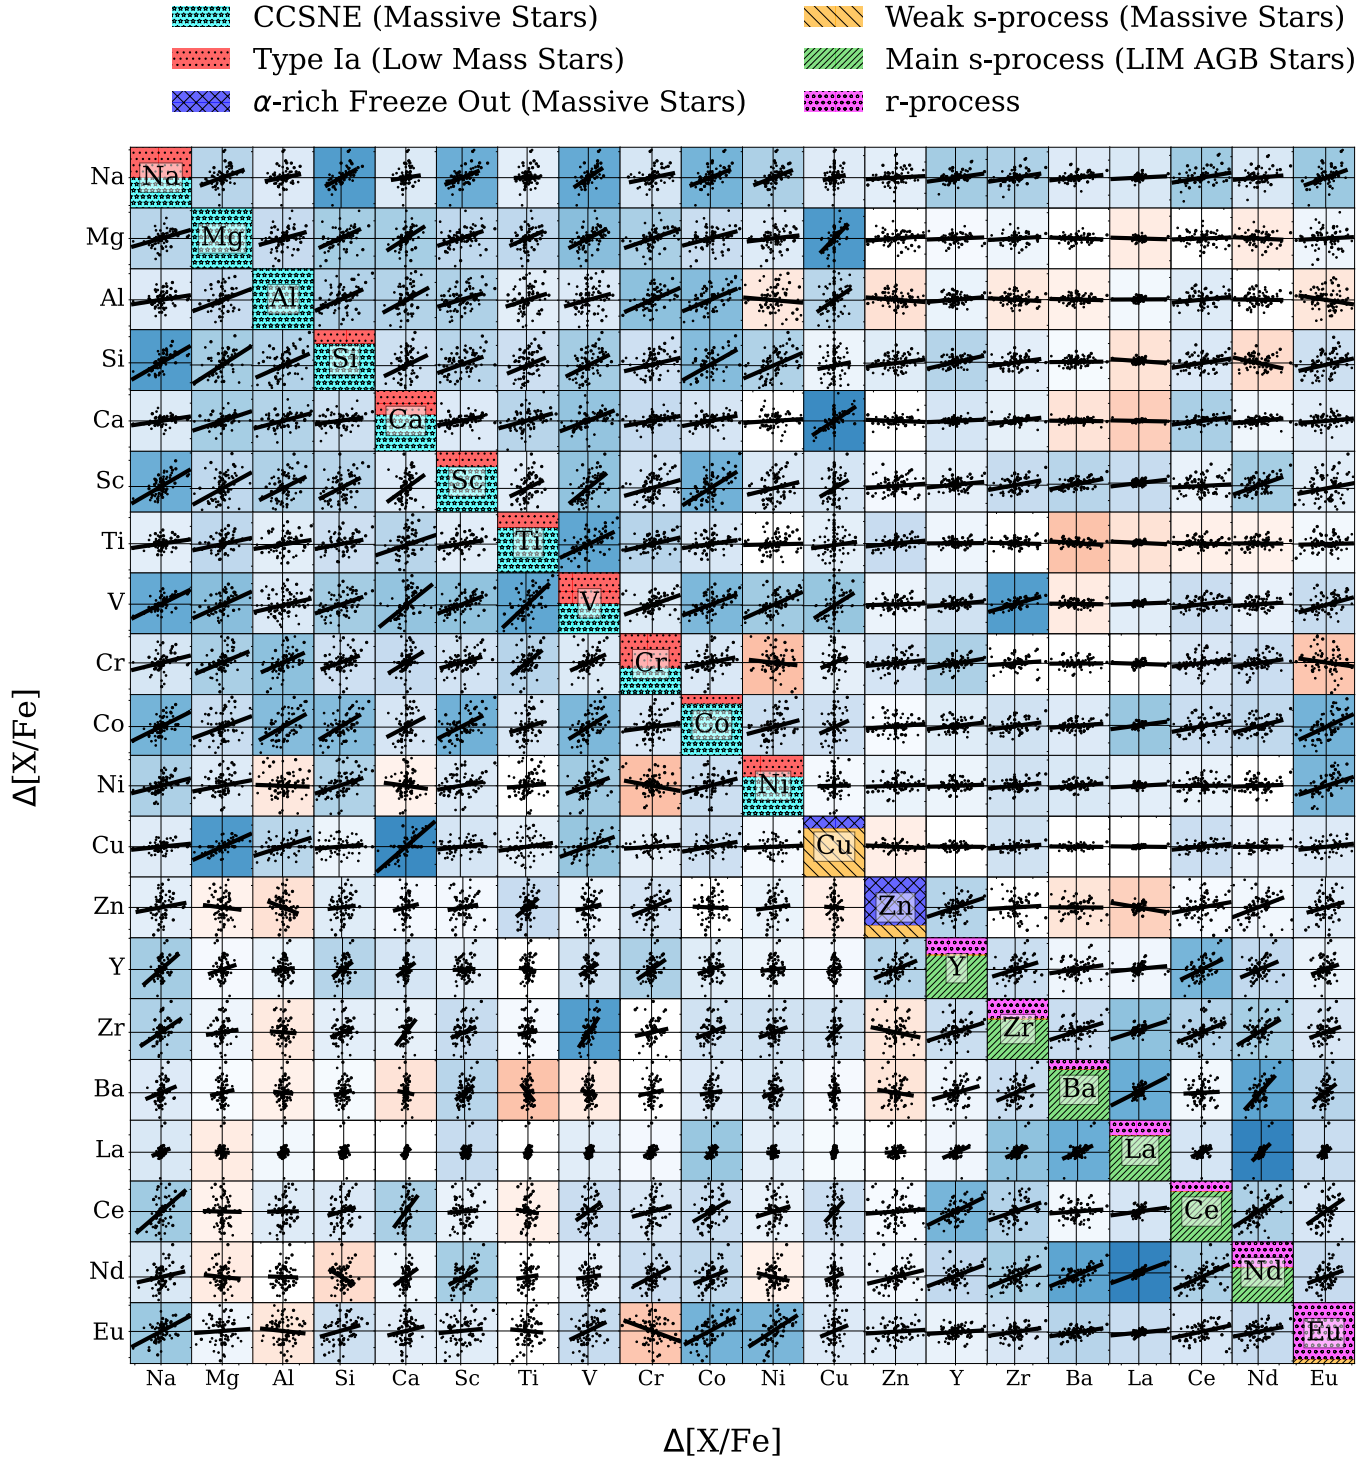 CCSNE (Massive Stars)
Type Ia (Low Mass Stars)
α-rich Freeze Out (Massive Stars)
Weak s-process (Massive Stars)
Main s-process (LIM AGB Stars)
r-process
Na Na
Mg Mg
Al Al
Si Si
Ca Ca
Sc Sc
Ti Ti
V V
Cr Cr
Co Co
Ni Ni
Cu Cu
Zn Zn
Y Y
Zr Zr
Ba Ba
La La
Ce Ce
Nd Nd
Eu Eu
Δ[X/Fe]
Na Mg Al Si Ca Sc Ti V Cr Co Ni Cu Zn Y Zr Ba La Ce Nd Eu
Δ[X/Fe]